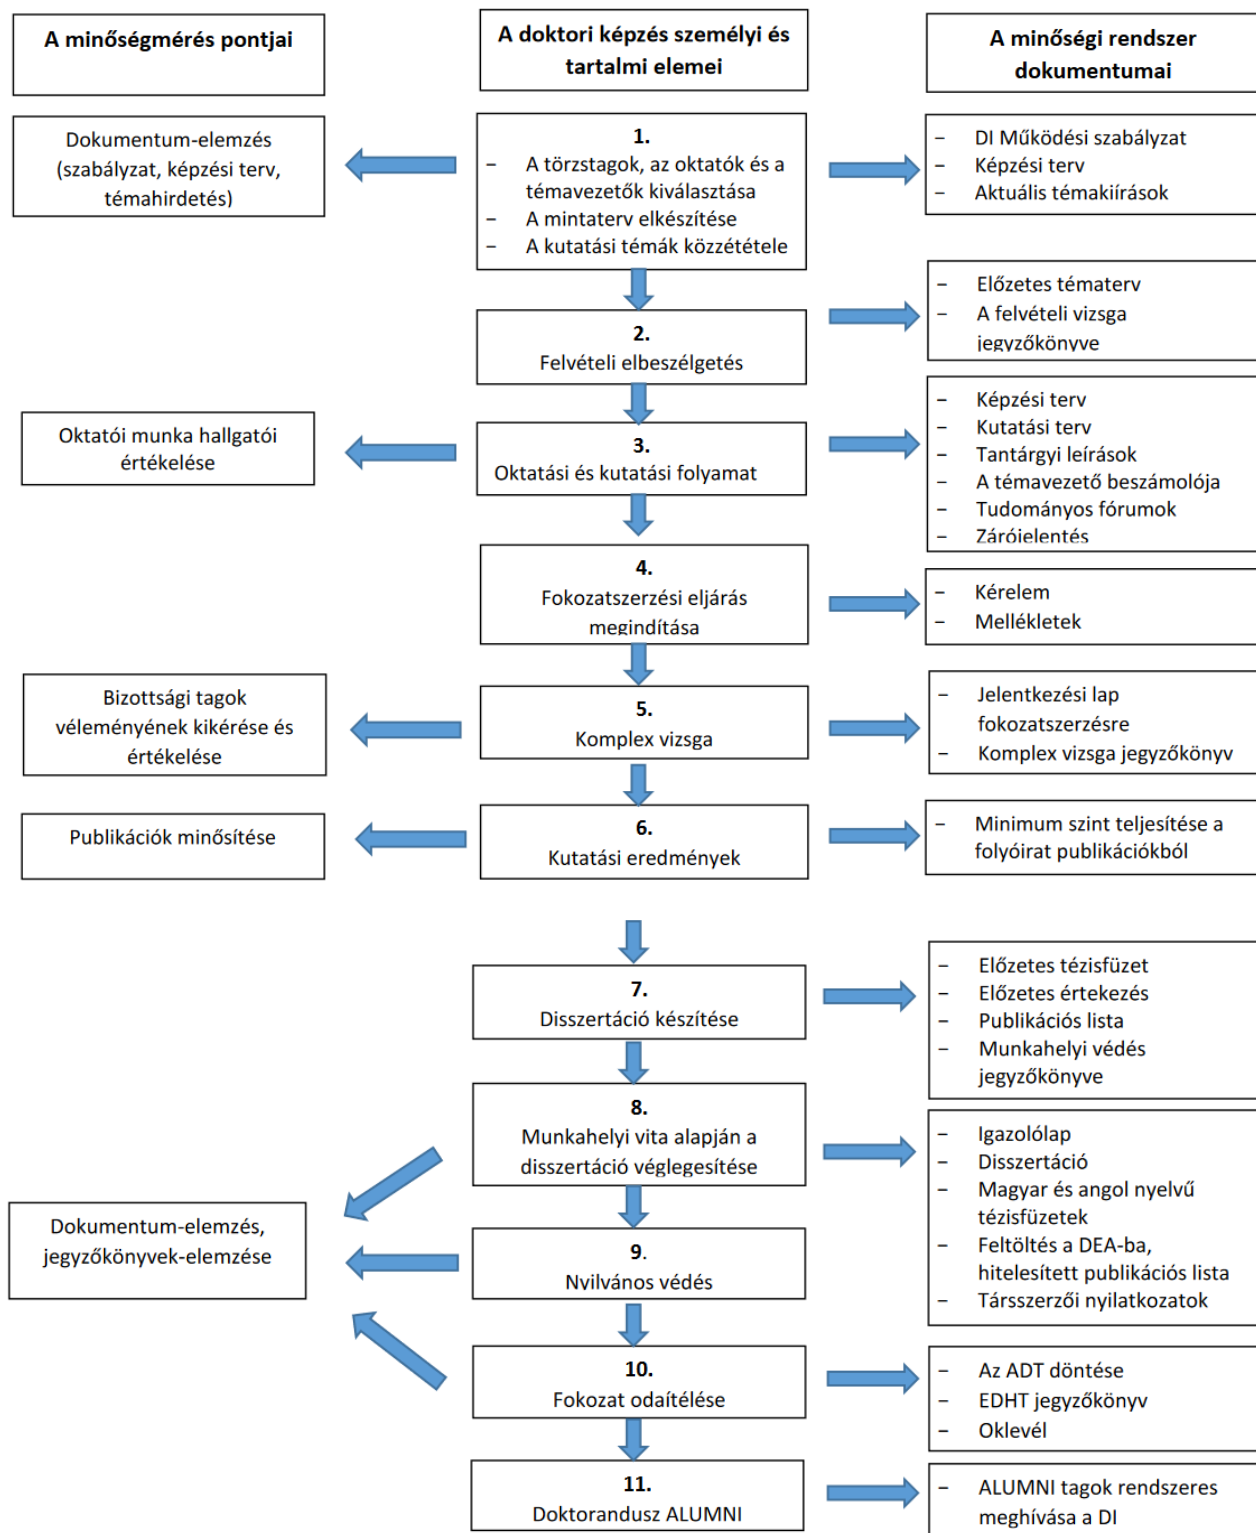 A minőségmérés pontjai
A doktori képzés személyi és
tartalmi elemei
A minőségi rendszer
dokumentumai
Dokumentum-elemzés
(szabályzat, képzési terv,
témahirdetés)
1.
– A törzstagok, az oktatók és a
témavezetők kiválasztása
– A mintaterv elkészítése
– A kutatási témák közzététele
– DI Működési szabályzat
– Képzési terv
– Aktuális témakiírások
2.
Felvételi elbeszélgetés
– Előzetes tématerv
– A felvételi vizsga
jegyzőkönyve
Oktatói munka hallgatói
értékelése
3.
Oktatási és kutatási folyamat
– Képzési terv
– Kutatási terv
– Tantárgyi leírások
– A témavezető beszámolója
– Tudományos fórumok
– Zárójelentés
4.
Fokozatszerzési eljárás
megindítása
– Kérelem
– Mellékletek
Bizottsági tagok
véleményének kikérése és
értékelése
5.
Komplex vizsga
– Jelentkezési lap
fokozatszerzésre
– Komplex vizsga jegyzőkönyv
Publikációk minősítése
6.
Kutatási eredmények
– Minimum szint teljesítése a
folyóirat publikációkból
7.
Disszertáció készítése
– Előzetes tézisfüzet
– Előzetes értekezés
– Publikációs lista
– Munkahelyi védés
jegyzőkönyve
8.
Munkahelyi vita alapján a
disszertáció véglegesítése
– Igazolólap
– Disszertáció
– Magyar és angol nyelvű
tézisfüzetek
– Feltöltés a DEA-ba,
hitelesített publikációs lista
– Társszerzői nyilatkozatok
Dokumentum-elemzés,
jegyzőkönyvek-elemzése
9.
Nyilvános védés
10.
Fokozat odaítélése
– Az ADT döntése
– EDHT jegyzőkönyv
– Oklevél
11.
Doktorandusz ALUMNI
– ALUMNI tagok rendszeres
meghívása a DI